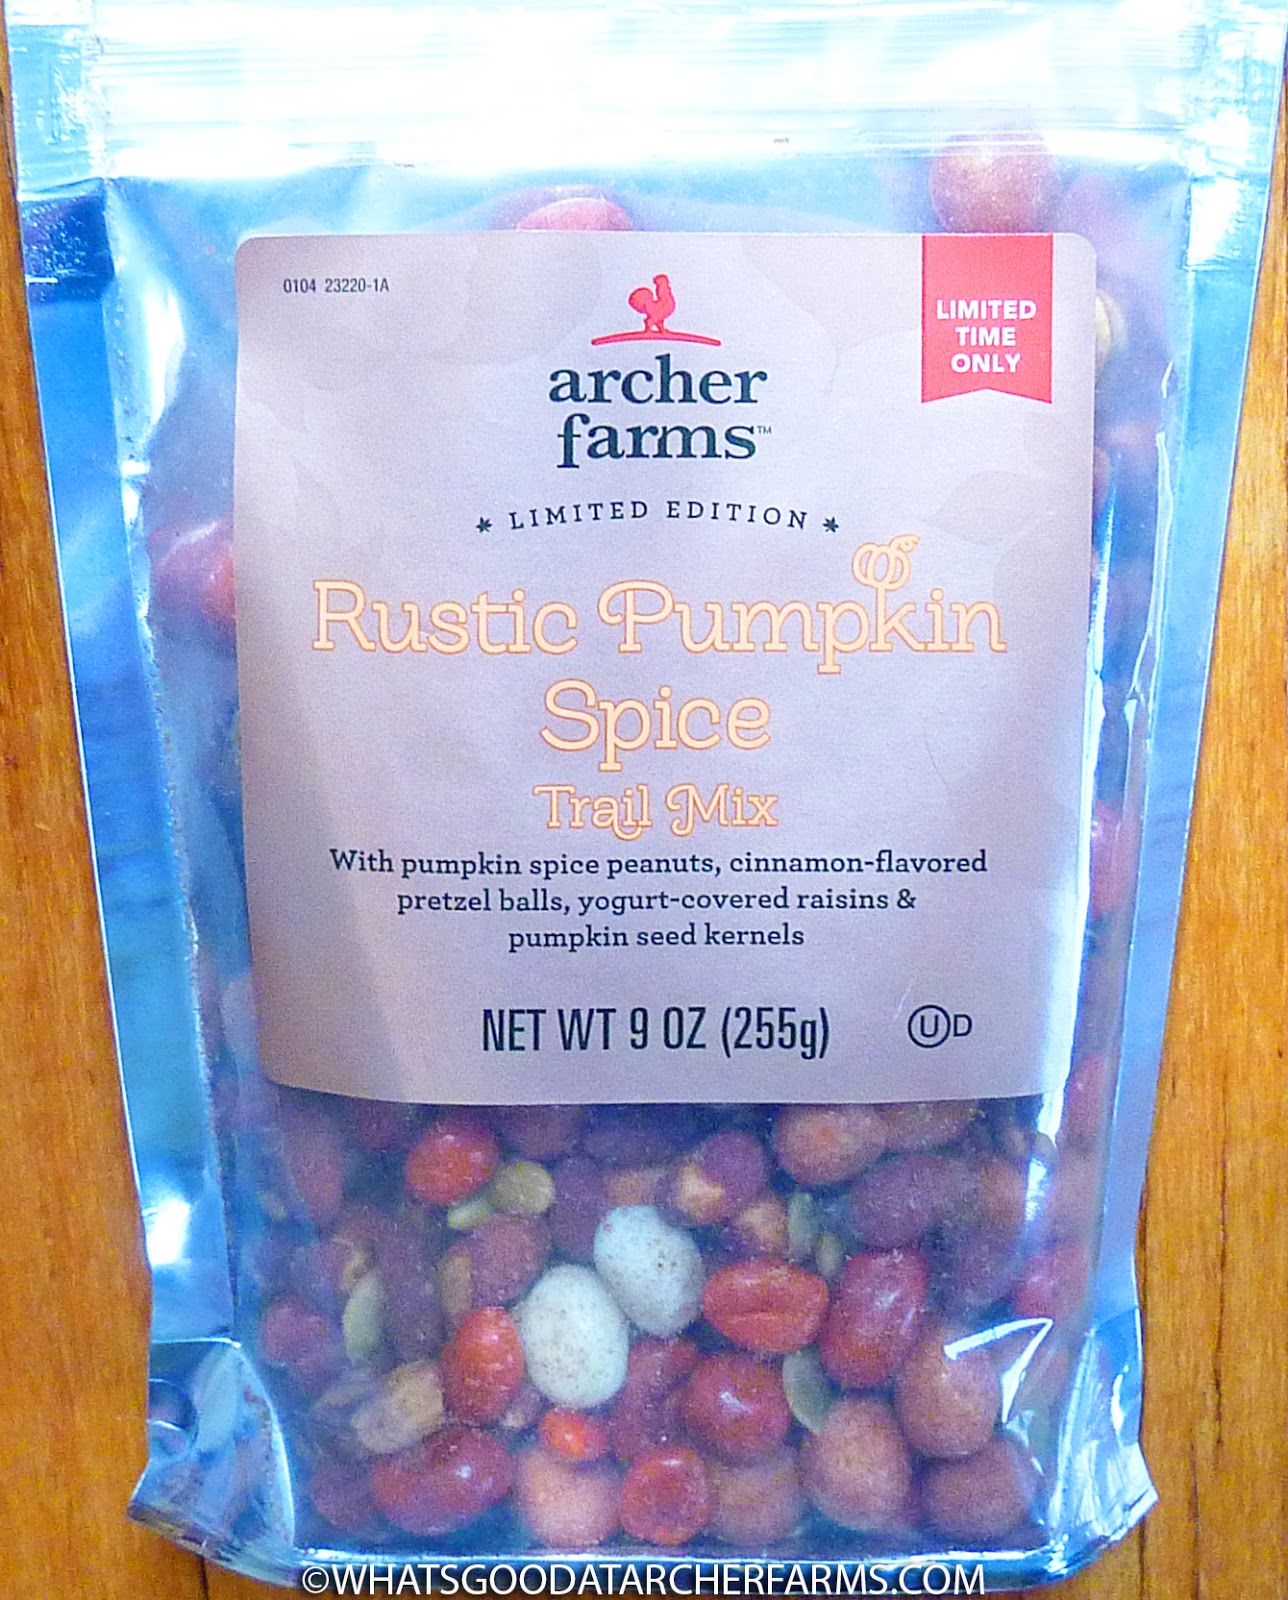 0104 23220-1A
LIMITED
TIME
ONLY
archer
farms™
* LIMITED EDITION *
Rustic Pumpkin
Spice
Trail Mix
With pumpkin spice peanuts, cinnamon-flavored
pretzel balls, yogurt-covered raisins &
pumpkin seed kernels
NET WT 9 OZ (255g)
Ⓤ D
©WHATSGOODATARCHERFARMS.COM